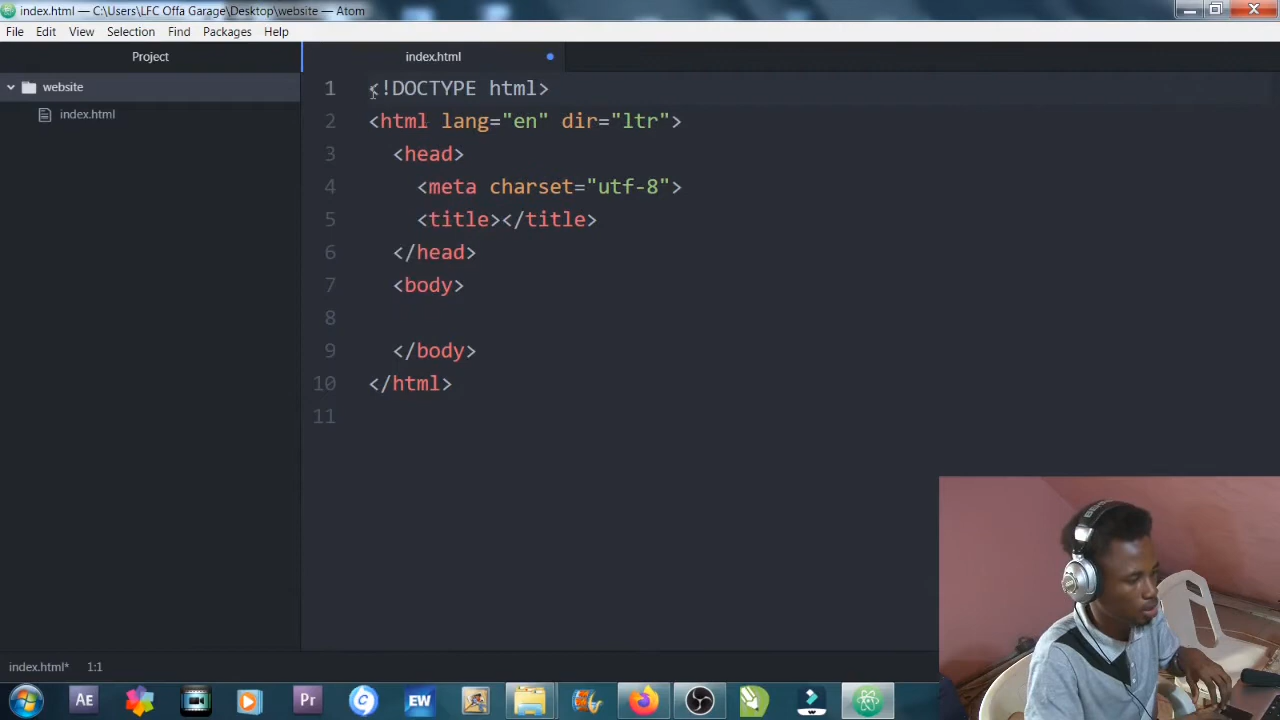 index.html — C:\Users\LFC Offa Garage\Desktop\website — Atom
File Edit View Selection Find Packages Help
Project
index.html
website
index.html
1 <!DOCTYPE html>
2 <html lang="en" dir="ltr">
3 <head>
4 <meta charset="utf-8">
5 <title></title>
6 </head>
7 <body>
8
9 </body>
10 </html>
11
index.html* 1:1
AE Pr EW